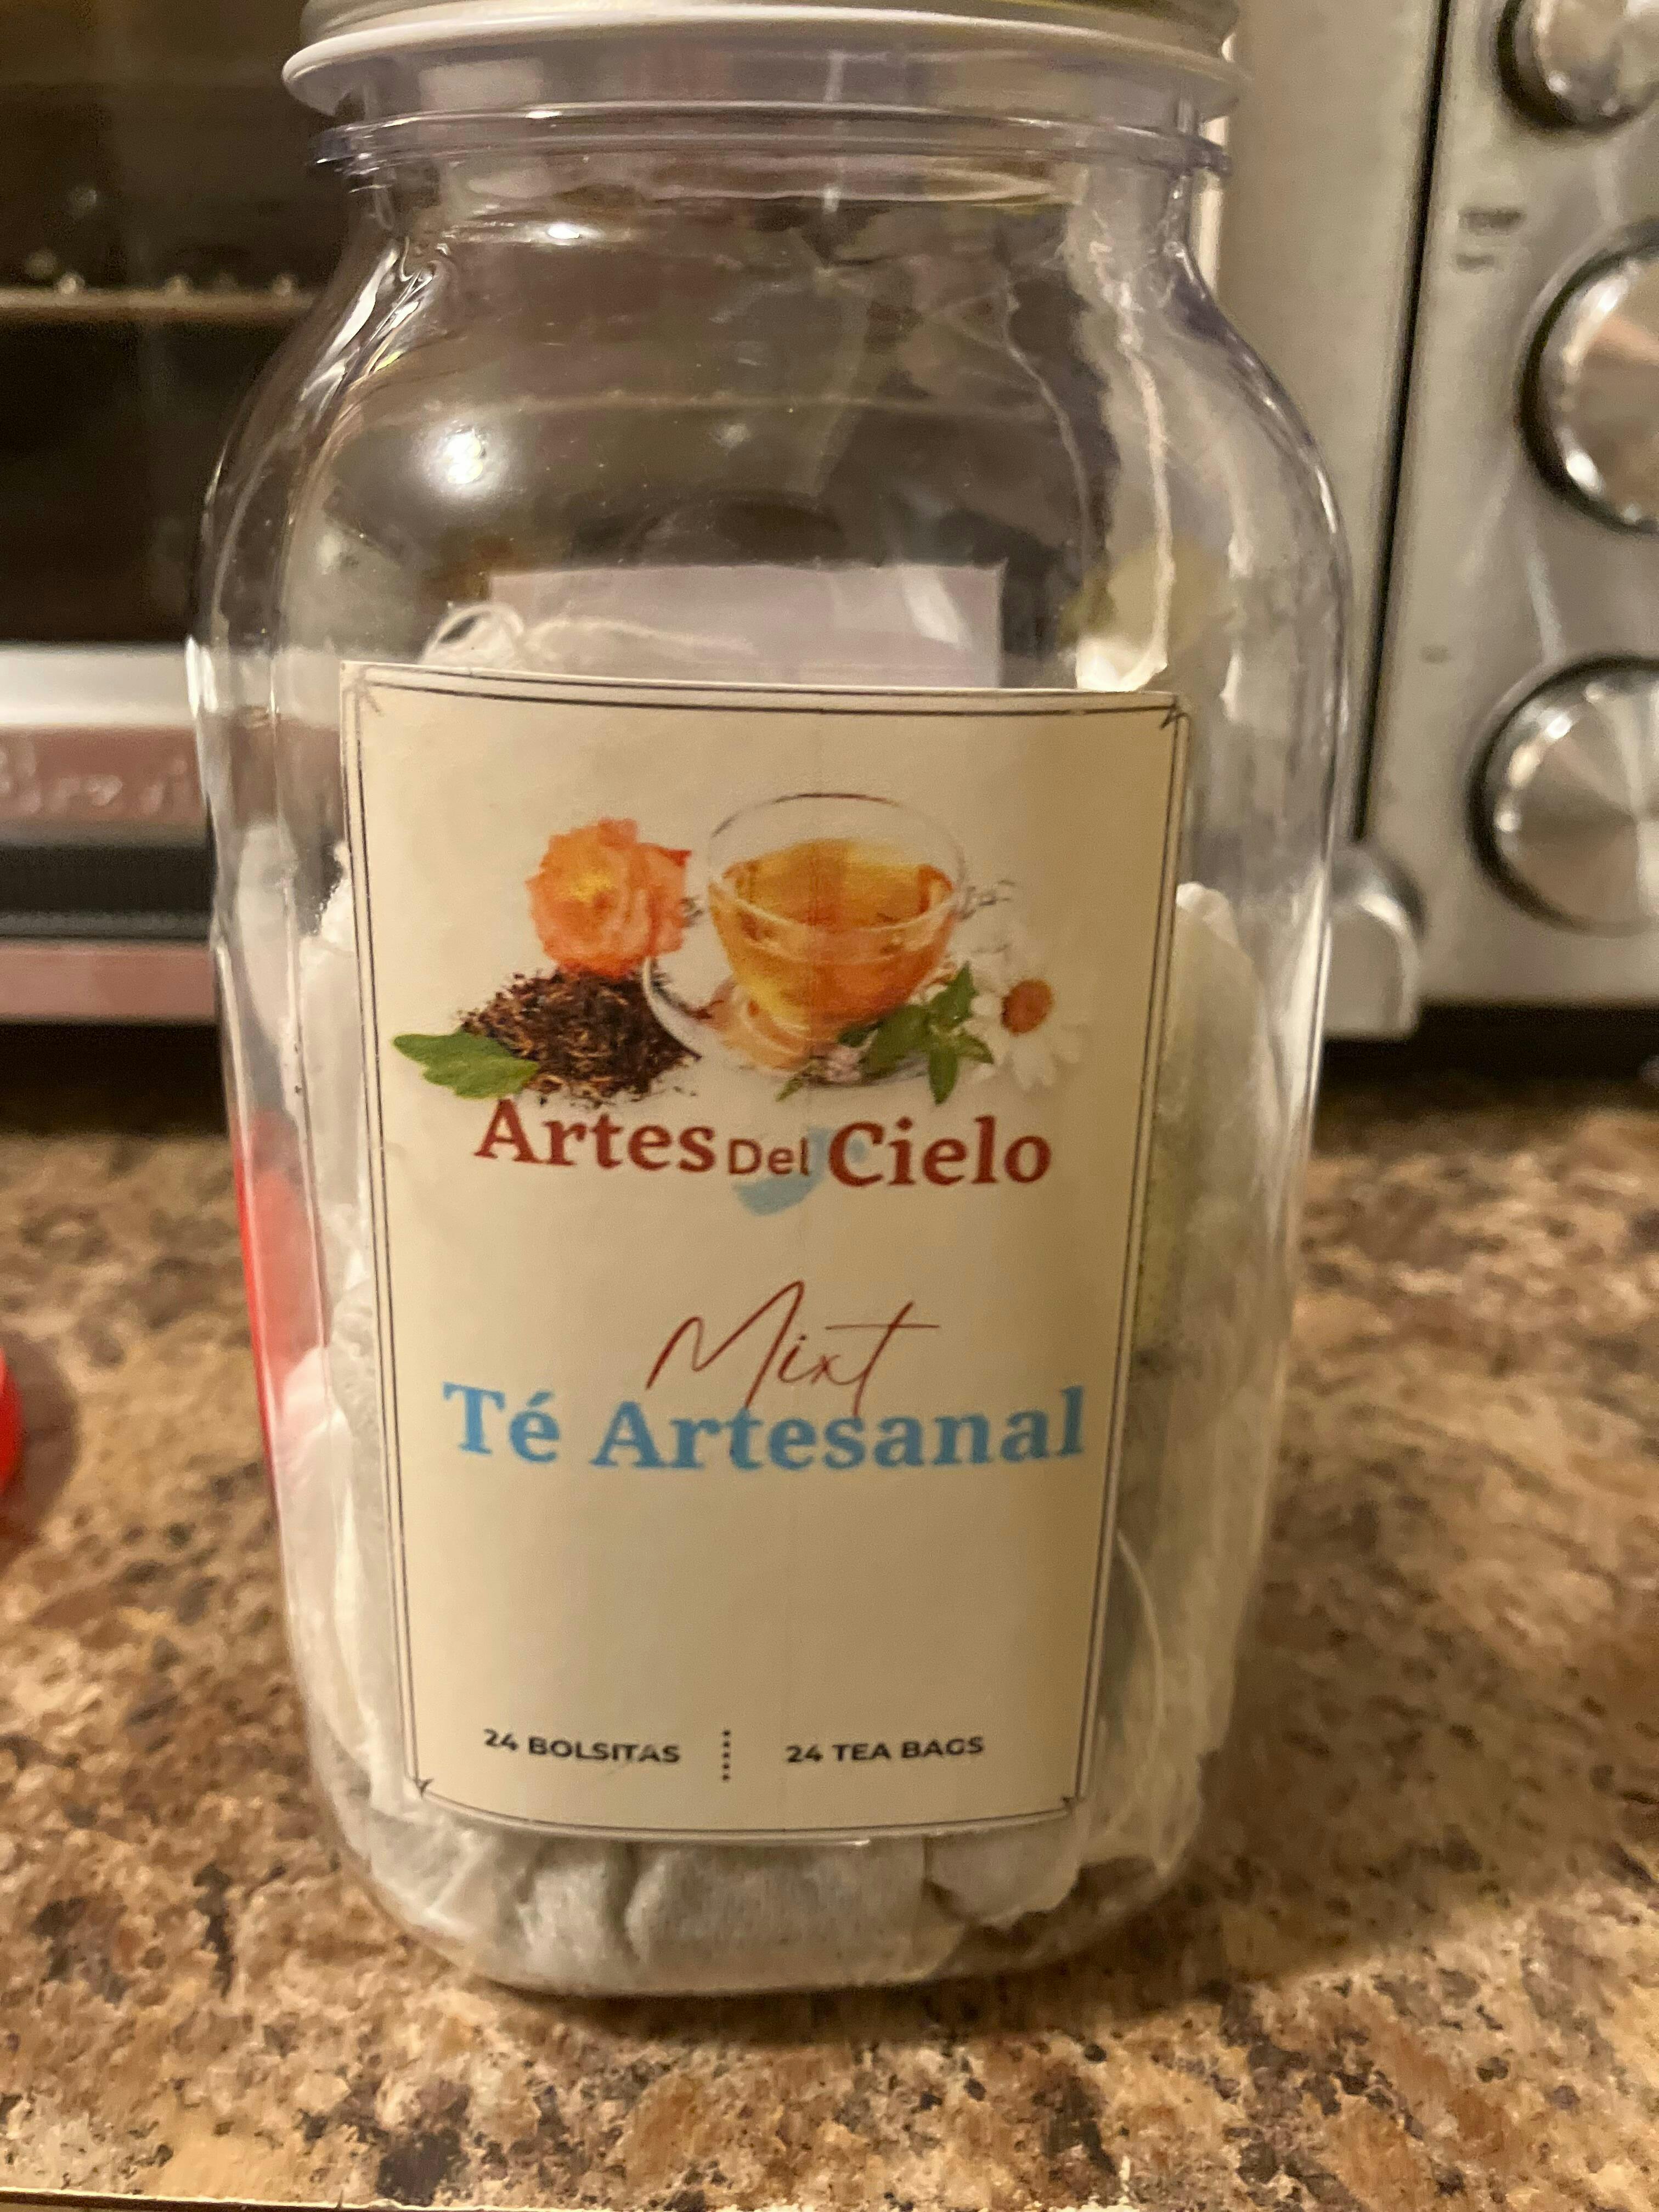 Artes Del Cielo
Mixt
Té Artesanal
24 BOLSITAS
24 TEA BAGS